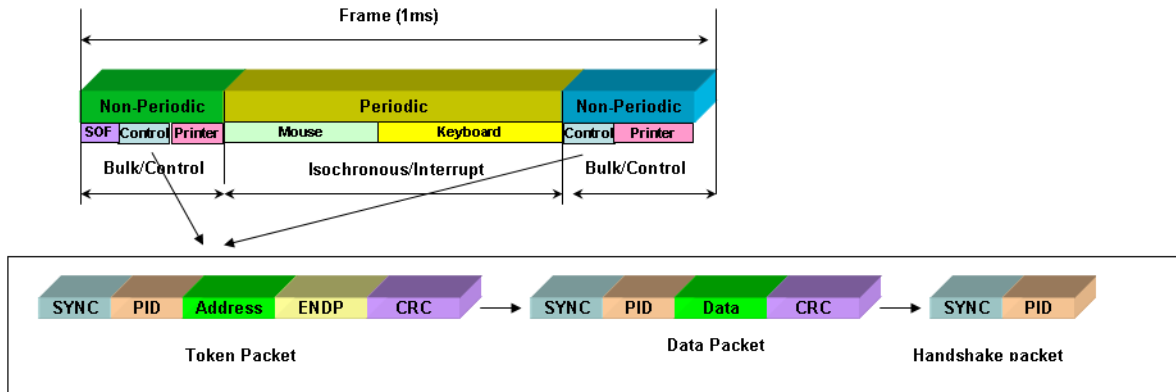 Frame (1ms)
Non-Periodic Periodic Non-Periodic
SOF Control Printer Mouse Keyboard Control Printer
Bulk/Control Isochronous/Interrupt Bulk/Control
SYNC PID Address ENDP CRC SYNC PID Data CRC SYNC PID
Token Packet Data Packet Handshake packet